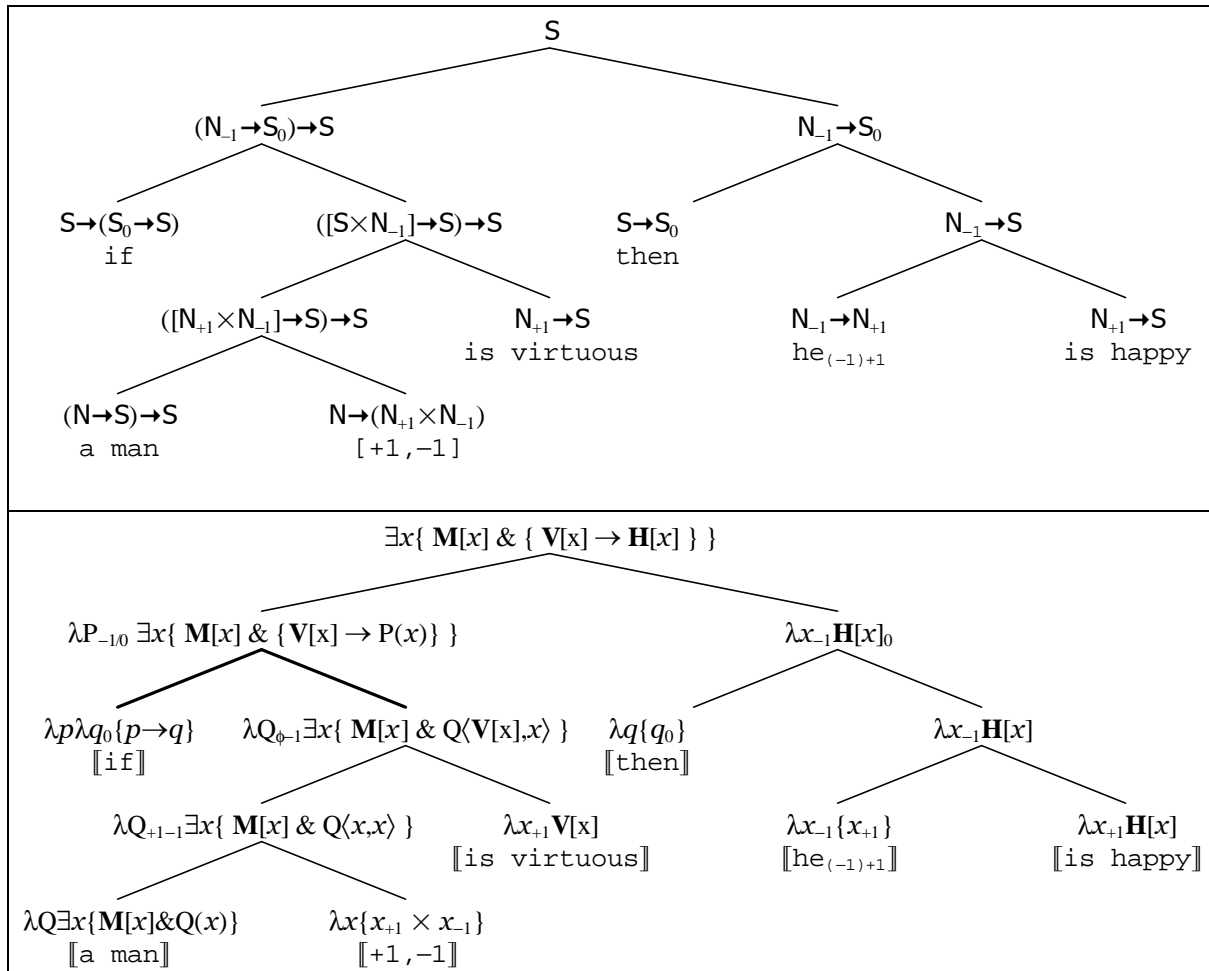 S
(N₋₁→S₀)→S N₋₁→S₀
S→(S₀→S) ([S×N₋₁]→S)→S S→S₀ N₋₁→S
if then
([N₊₁×N₋₁]→S)→S N₊₁→S N₋₁→N₊₁ N₊₁→S
is virtuous he₍₋₁₎₊₁ is happy
(N→S)→S N→(N₊₁×N₋₁)
a man [+1,−1]
∃x{ M[x] & { V[x] → H[x] } }
λP₋₁/₀ ∃x{ M[x] & {V[x] → P(x)} } λx₋₁H[x]₀
λpλq₀{p→q} λQᵩ₋₁∃x{ M[x] & Q⟨V[x],x⟩ } λq{q₀} λx₋₁H[x]
⟦if⟧ ⟦then⟧
λQ₊₁₋₁∃x{ M[x] & Q⟨x,x⟩ } λx₊₁V[x] λx₋₁{x₊₁} λx₊₁H[x]
⟦is virtuous⟧ ⟦he₍₋₁₎₊₁⟧ ⟦is happy⟧
λQ∃x{M[x]&Q(x)} λx{x₊₁ × x₋₁}
⟦a man⟧ ⟦+1,−1⟧